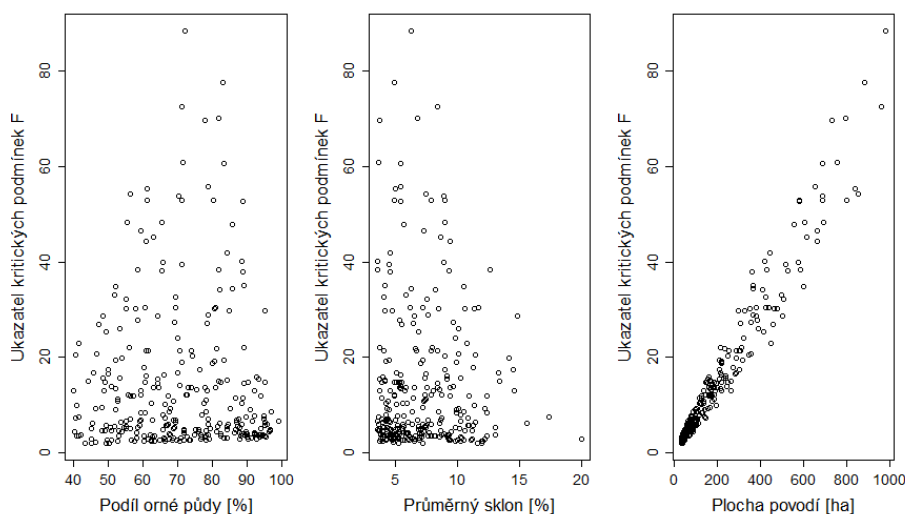 Ukazatel kritických podmínek F
0 20 40 60 80
40 50 60 70 80 90 100
Podíl orné půdy [%]
Ukazatel kritických podmínek F
0 20 40 60 80
5 10 15 20
Průměrný sklon [%]
Ukazatel kritických podmínek F
0 20 40 60 80
0 200 400 600 800 1000
Plocha povodí [ha]